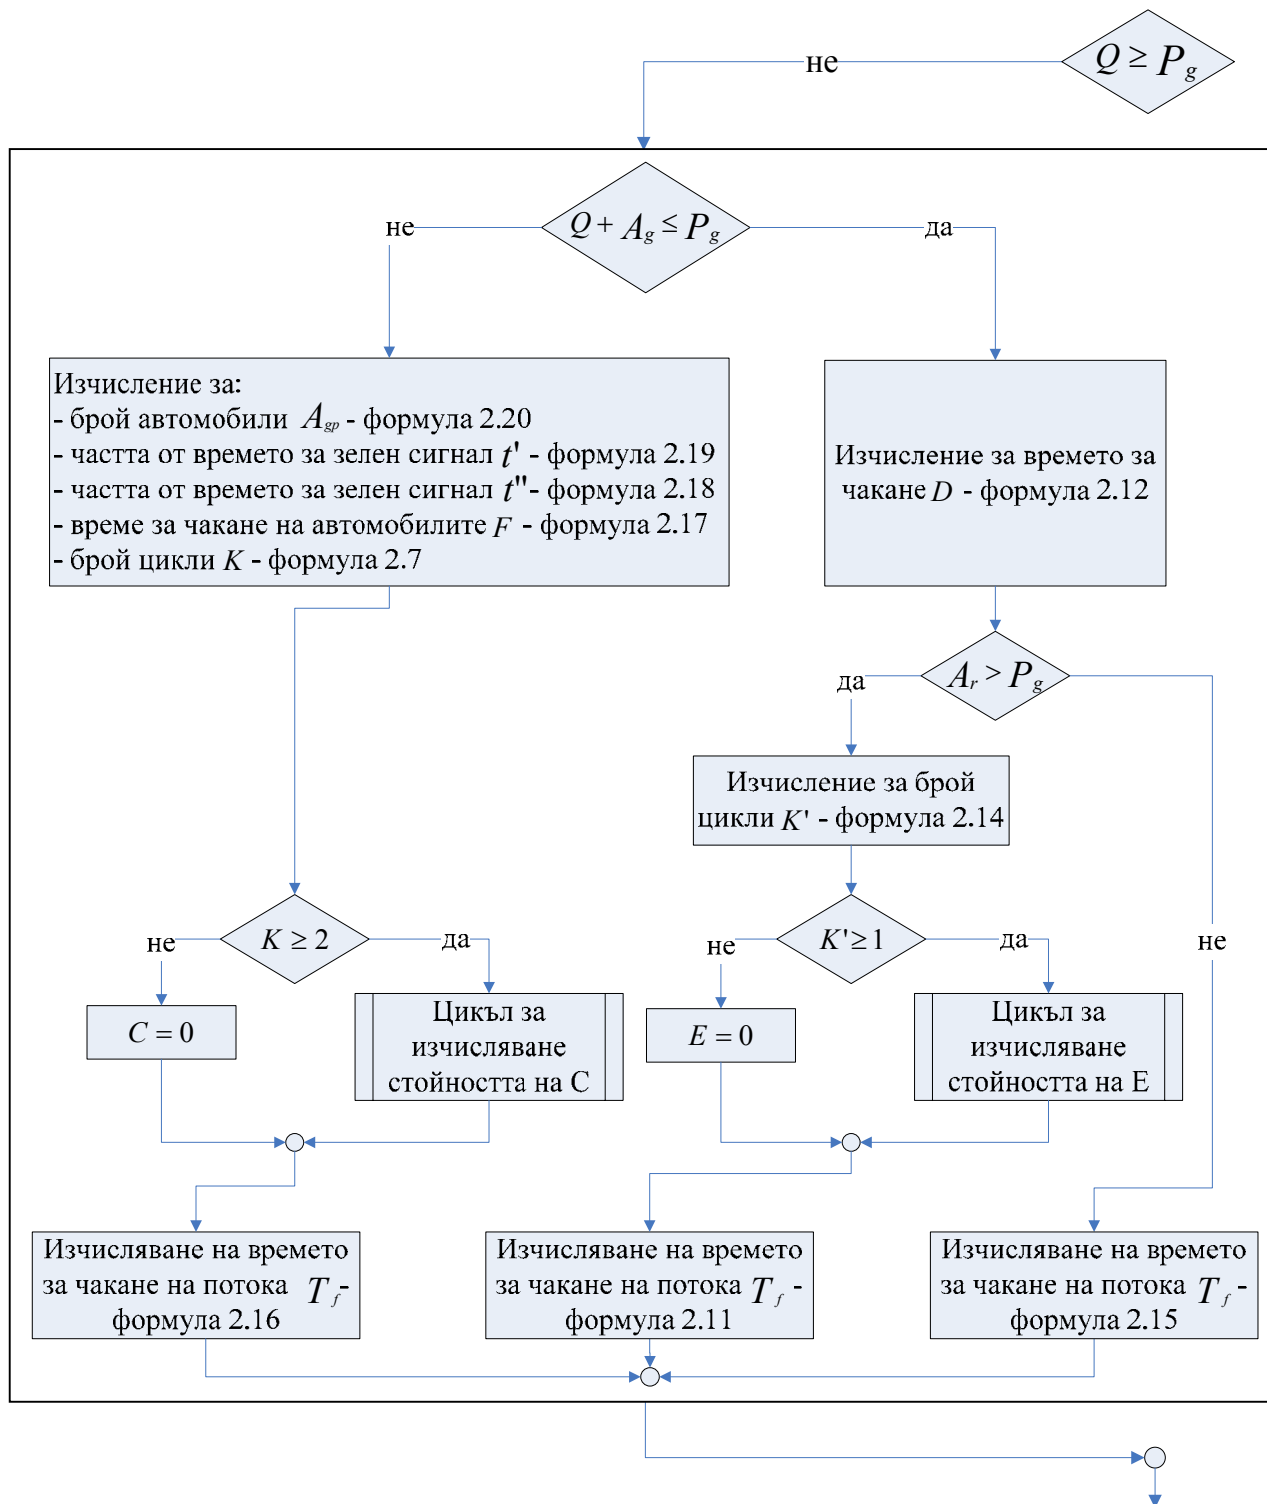 Q ≥ P_g
не
Q + A_g ≤ P_g
не
да
Изчисление за:
- брой автомобили A_gp - формула 2.20
- частта от времето за зелен сигнал t' - формула 2.19
- частта от времето за зелен сигнал t" - формула 2.18
- време за чакане на автомобилите F - формула 2.17
- брой цикли K - формула 2.7
Изчисление за времето за
чакане D - формула 2.12
A_r > P_g
да
Изчисление за брой
цикли K' - формула 2.14
K ≥ 2
не
да
K' ≥ 1
не
да
не
C = 0
Цикъл за
изчисляване
стойността на C
E = 0
Цикъл за
изчисляване
стойността на E
Изчисляване на времето
за чакане на потока T_f -
формула 2.16
Изчисляване на времето
за чакане на потока T_f -
формула 2.11
Изчисляване на времето
за чакане на потока T_f -
формула 2.15